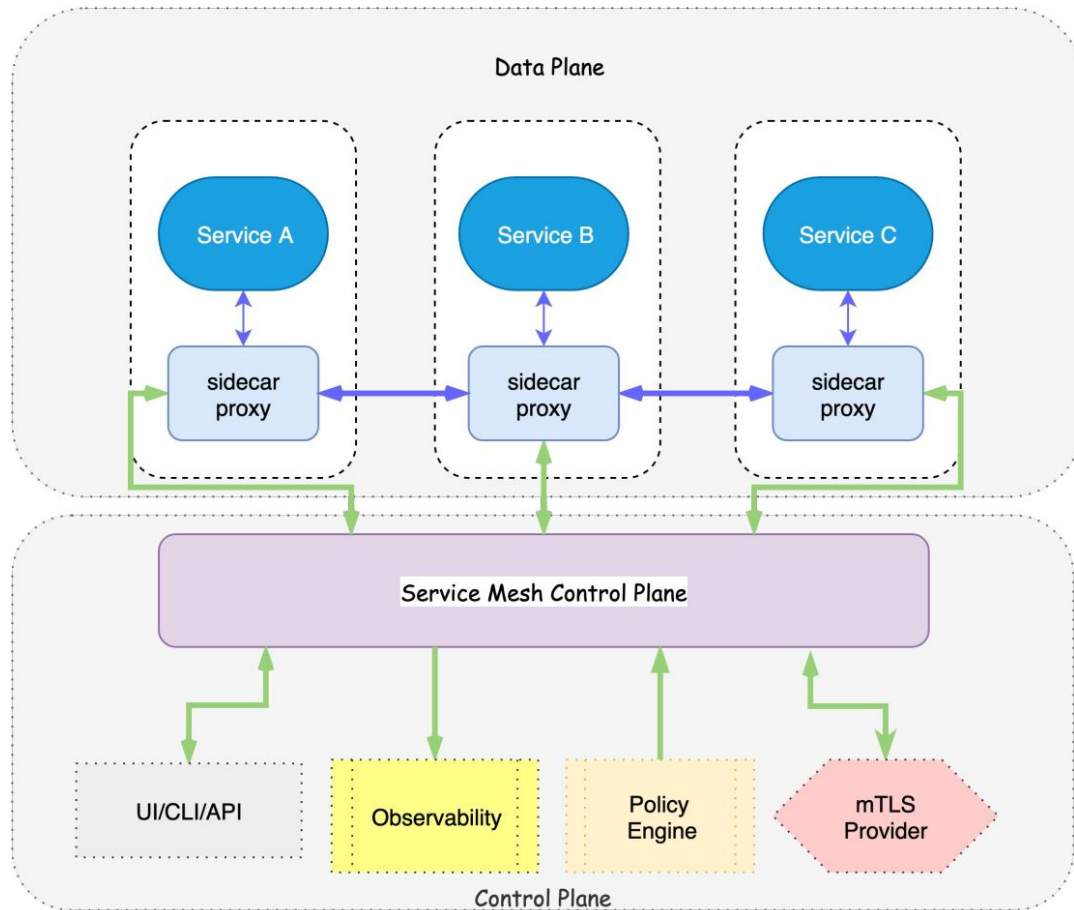 Data Plane
Service A
Service B
Service C
sidecar
proxy
sidecar
proxy
sidecar
proxy
Service Mesh Control Plane
UI/CLI/API
Observability
Policy
Engine
mTLS
Provider
Control Plane